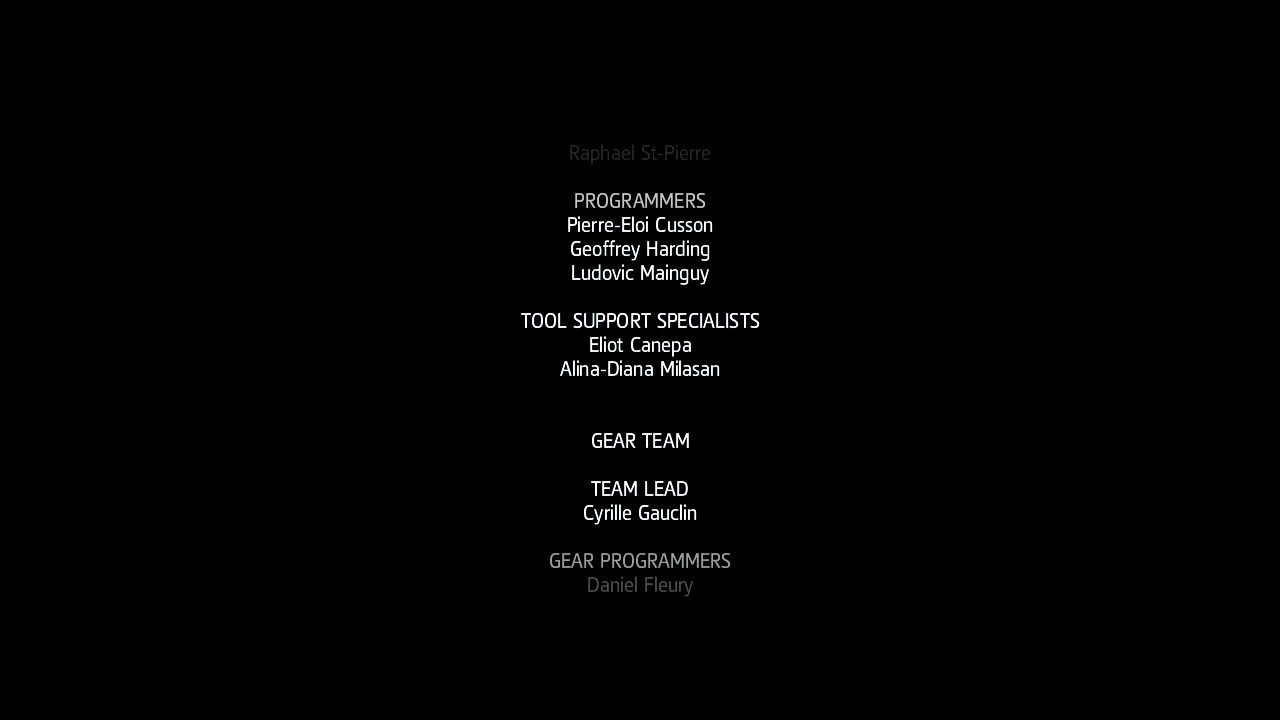 Raphael St-Pierre
PROGRAMMERS
Pierre-Eloi Cusson
Geoffrey Harding
Ludovic Mainguy
TOOL SUPPORT SPECIALISTS
Eliot Canepa
Alina-Diana Milasan
GEAR TEAM
TEAM LEAD
Cyrille Gauclin
GEAR PROGRAMMERS
Daniel Fleury